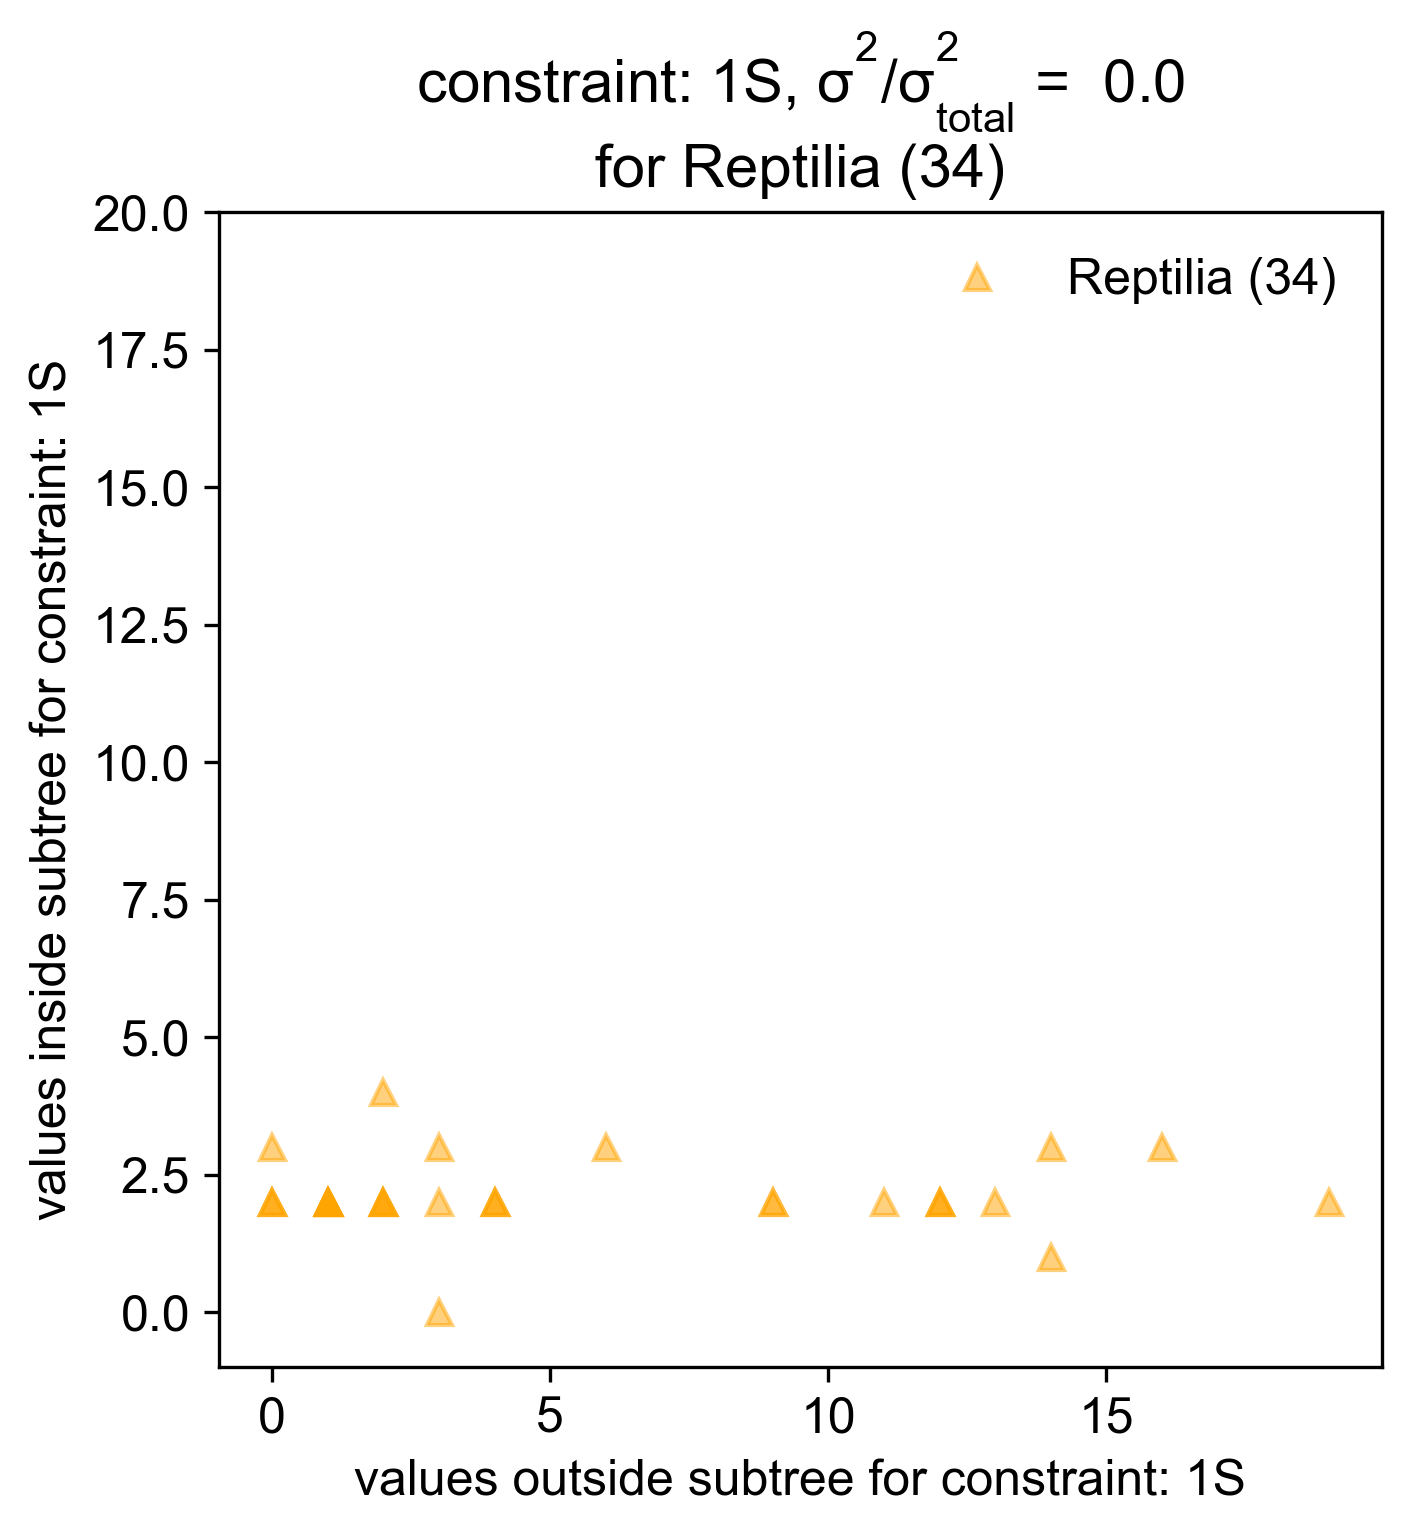 constraint: 1S, σ²/σ²total = 0.0
for Reptilia (34)
Reptilia (34)
values inside subtree for constraint: 1S
20.0
17.5
15.0
12.5
10.0
7.5
5.0
2.5
0.0
0 5 10 15
values outside subtree for constraint: 1S